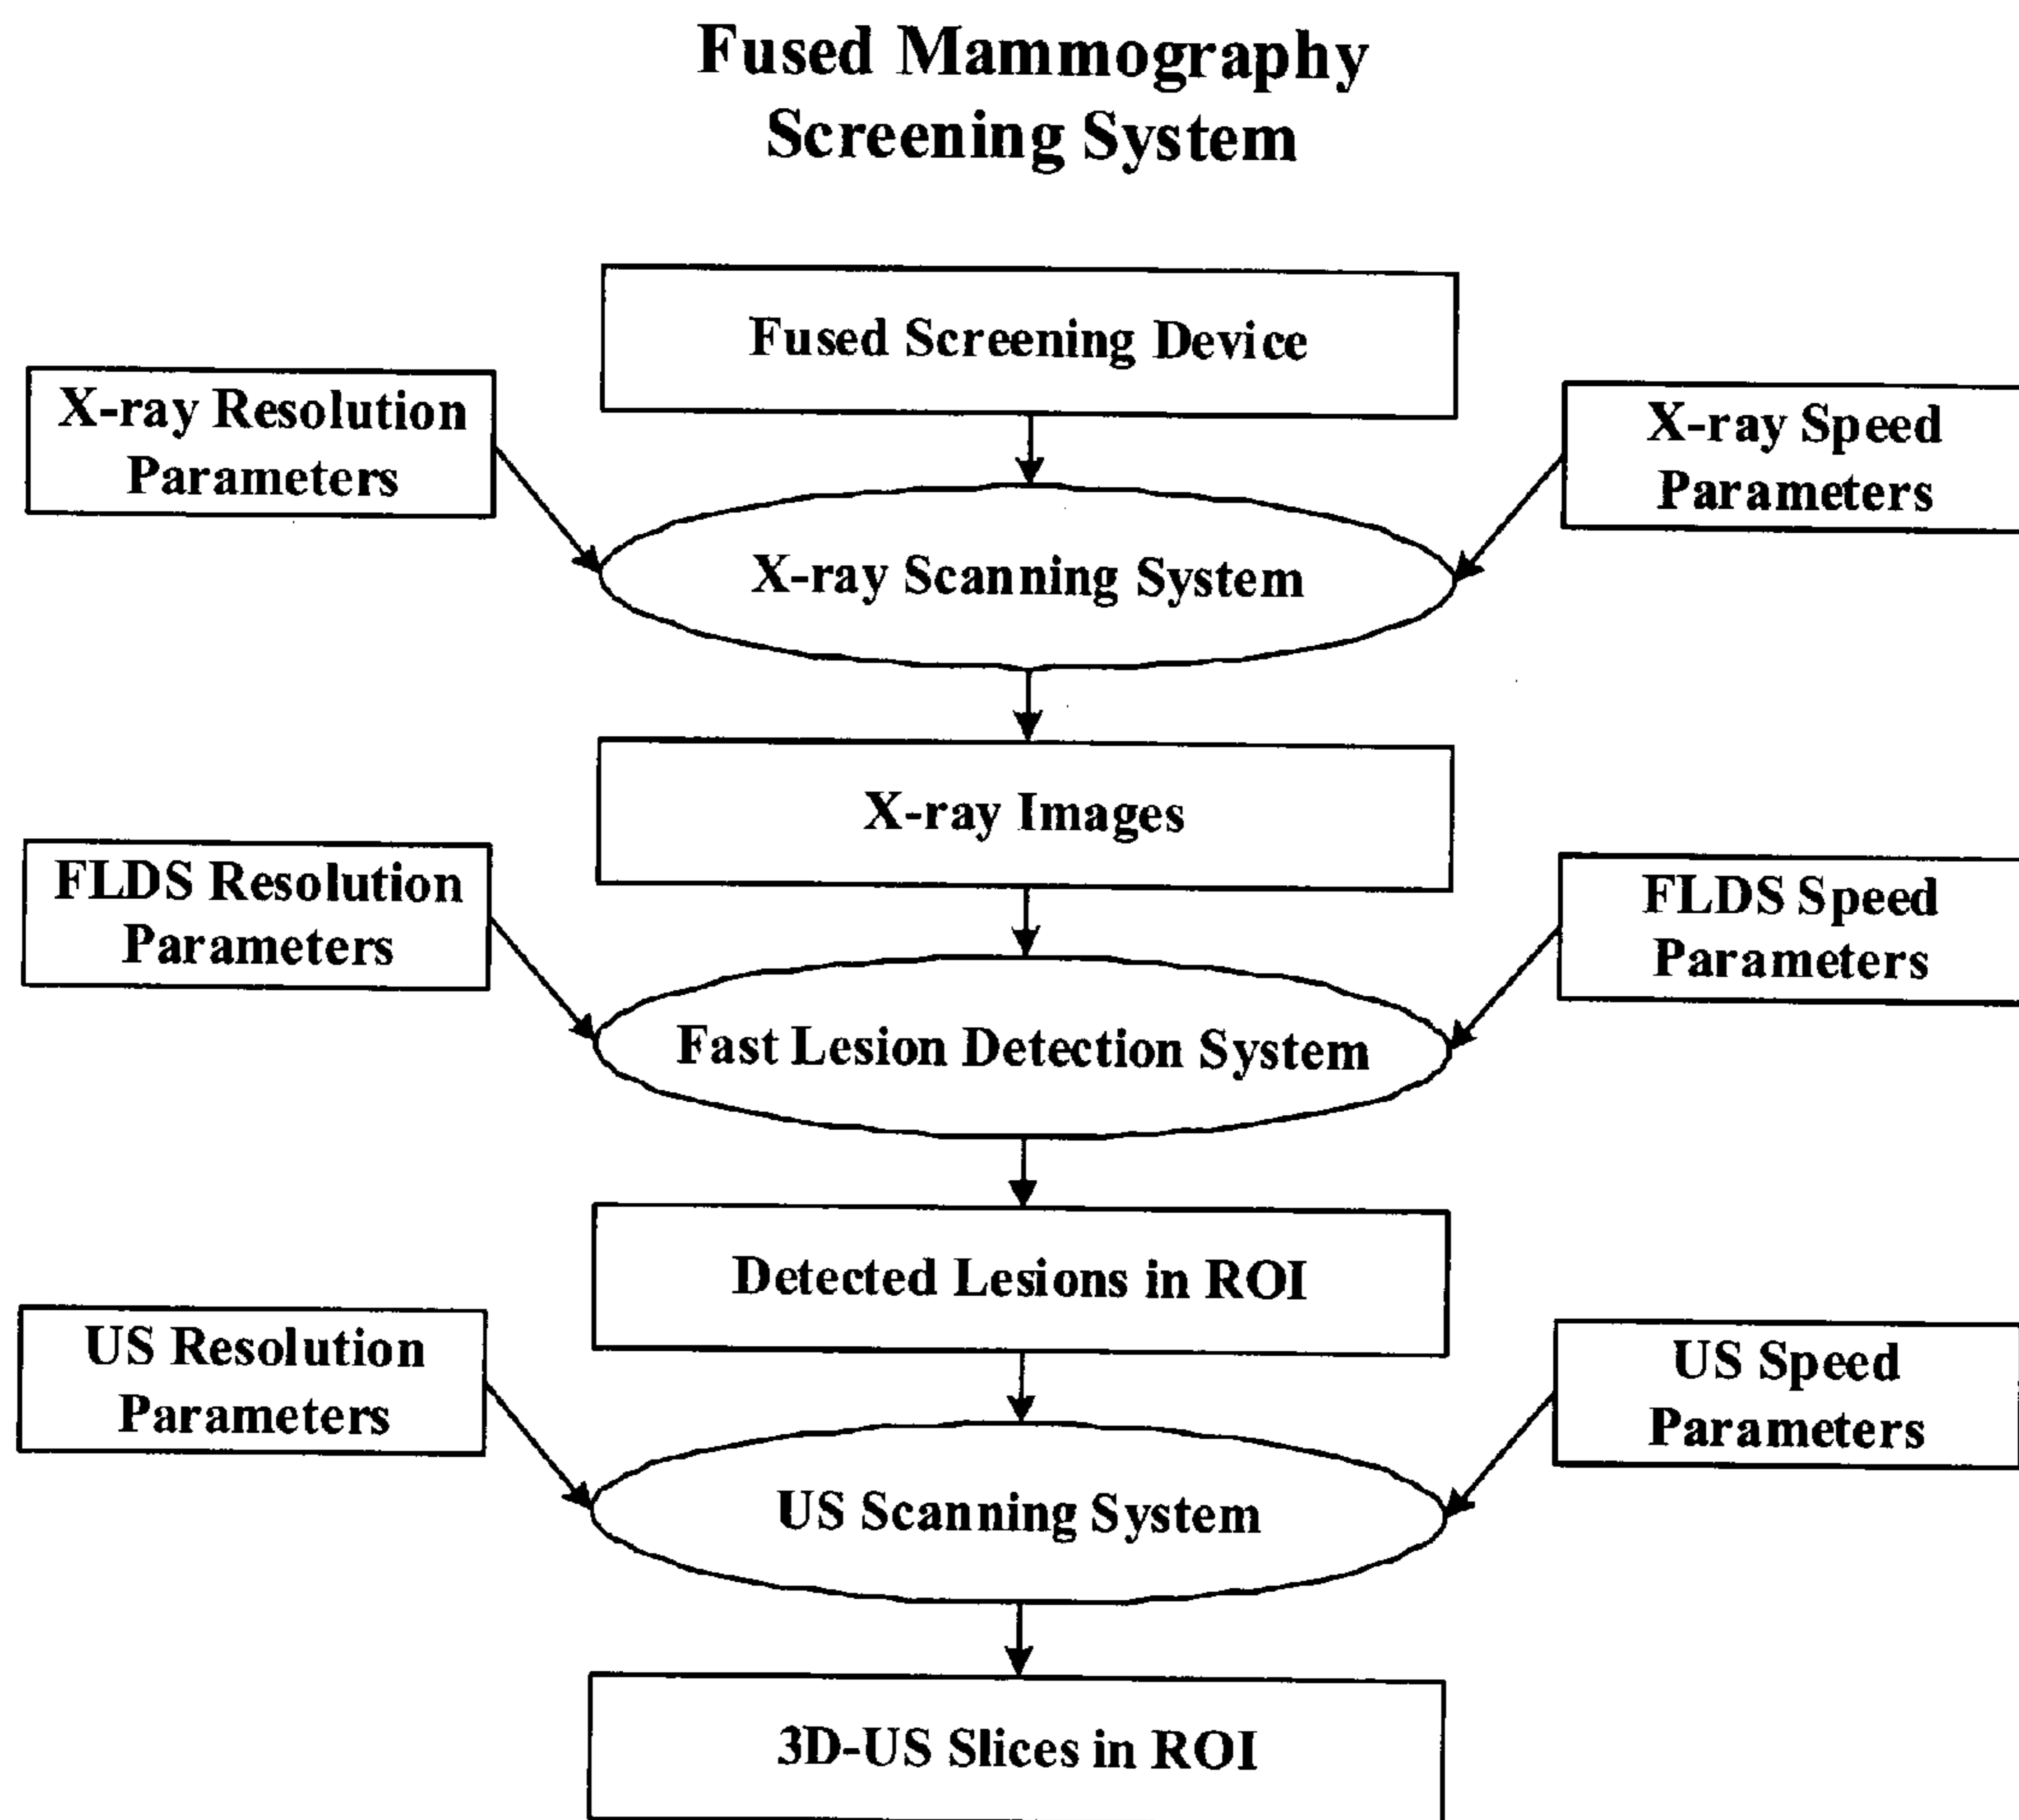 Fused Mammography
Screening System
Fused Screening Device
X-ray Resolution
Parameters
X-ray Speed
Parameters
X-ray Scanning System
X-ray Images
FLDS Resolution
Parameters
FLDS Speed
Parameters
Fast Lesion Detection System
Detected Lesions in ROI
US Resolution
Parameters
US Speed
Parameters
US Scanning System
3D-US Slices in ROI